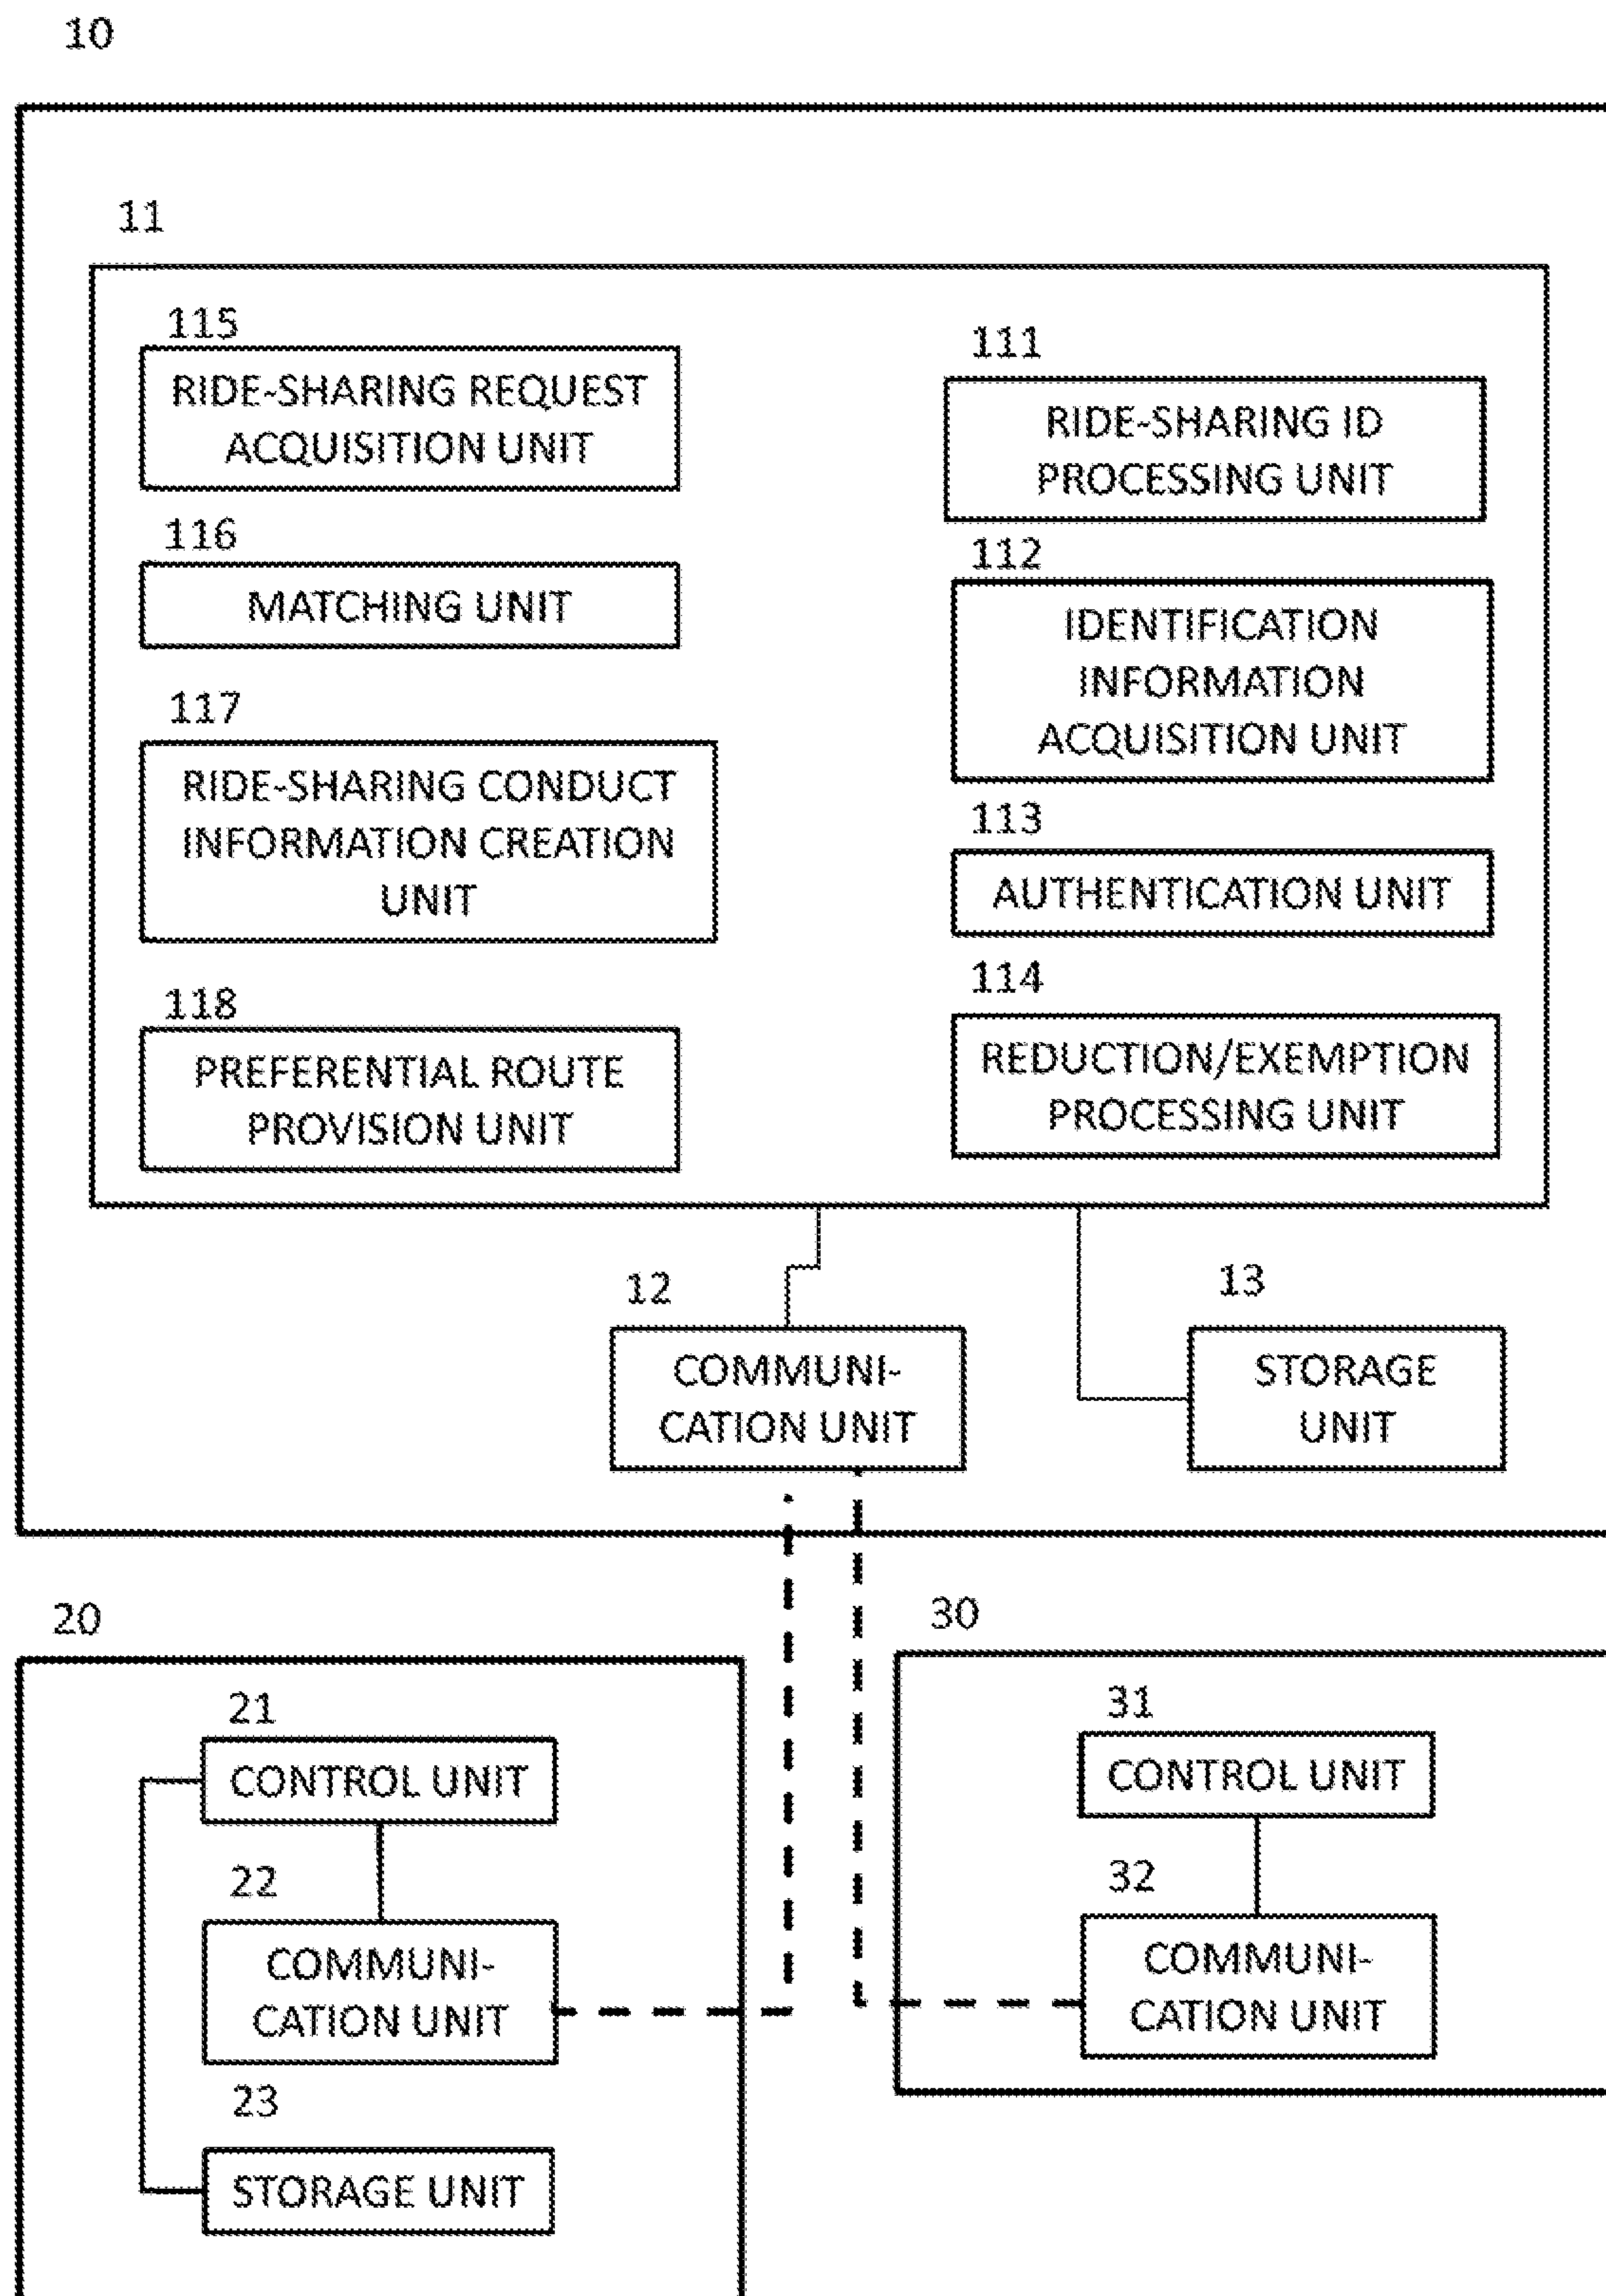 10
11
115
RIDE-SHARING REQUEST
ACQUISITION UNIT
116
MATCHING UNIT
117
RIDE-SHARING CONDUCT
INFORMATION CREATION
UNIT
118
PREFERENTIAL ROUTE
PROVISION UNIT
111
RIDE-SHARING ID
PROCESSING UNIT
112
IDENTIFICATION
INFORMATION
ACQUISITION UNIT
113
AUTHENTICATION UNIT
114
REDUCTION/EXEMPTION
PROCESSING UNIT
12
COMMUNI-
CATION UNIT
13
STORAGE
UNIT
20
21
CONTROL UNIT
22
COMMUNI-
CATION UNIT
23
STORAGE UNIT
30
31
CONTROL UNIT
32
COMMUNI-
CATION UNIT